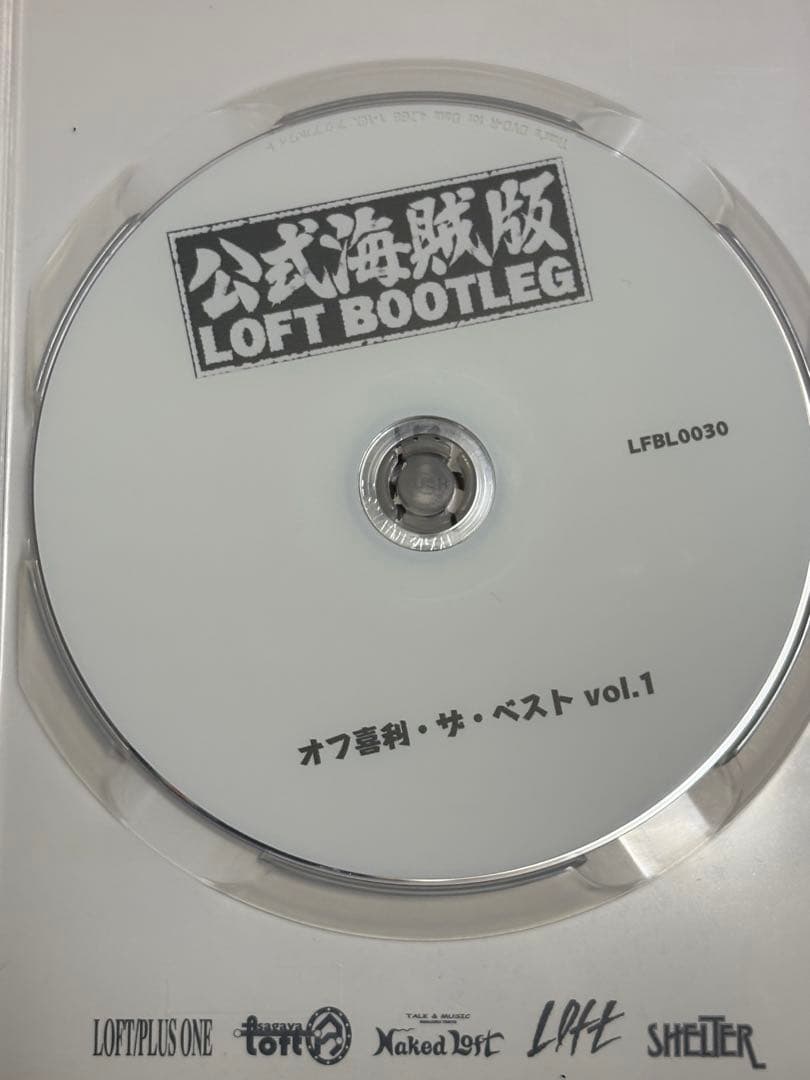 公式海賊版
LOFT BOOTLEG
LFBL0030
オフ喜利・ザ・ベスト vol.1
LOFT/PLUS ONE
asagaya
loft
TALK & MUSIC
Naked Loft
LOFT
SHELTER